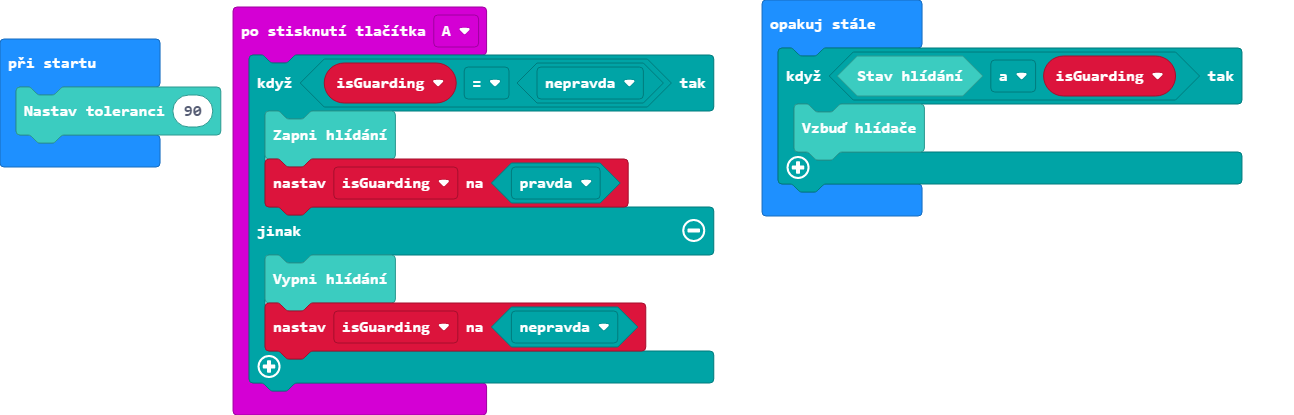 při startu
Nastav toleranci 90
po stisknutí tlačítka A
když isGuarding = nepravda tak
Zapni hlídání
nastav isGuarding na pravda
jinak
Vypni hlídání
nastav isGuarding na nepravda
opakuj stále
když Stav hlídání a isGuarding tak
Vzbuď hlídače